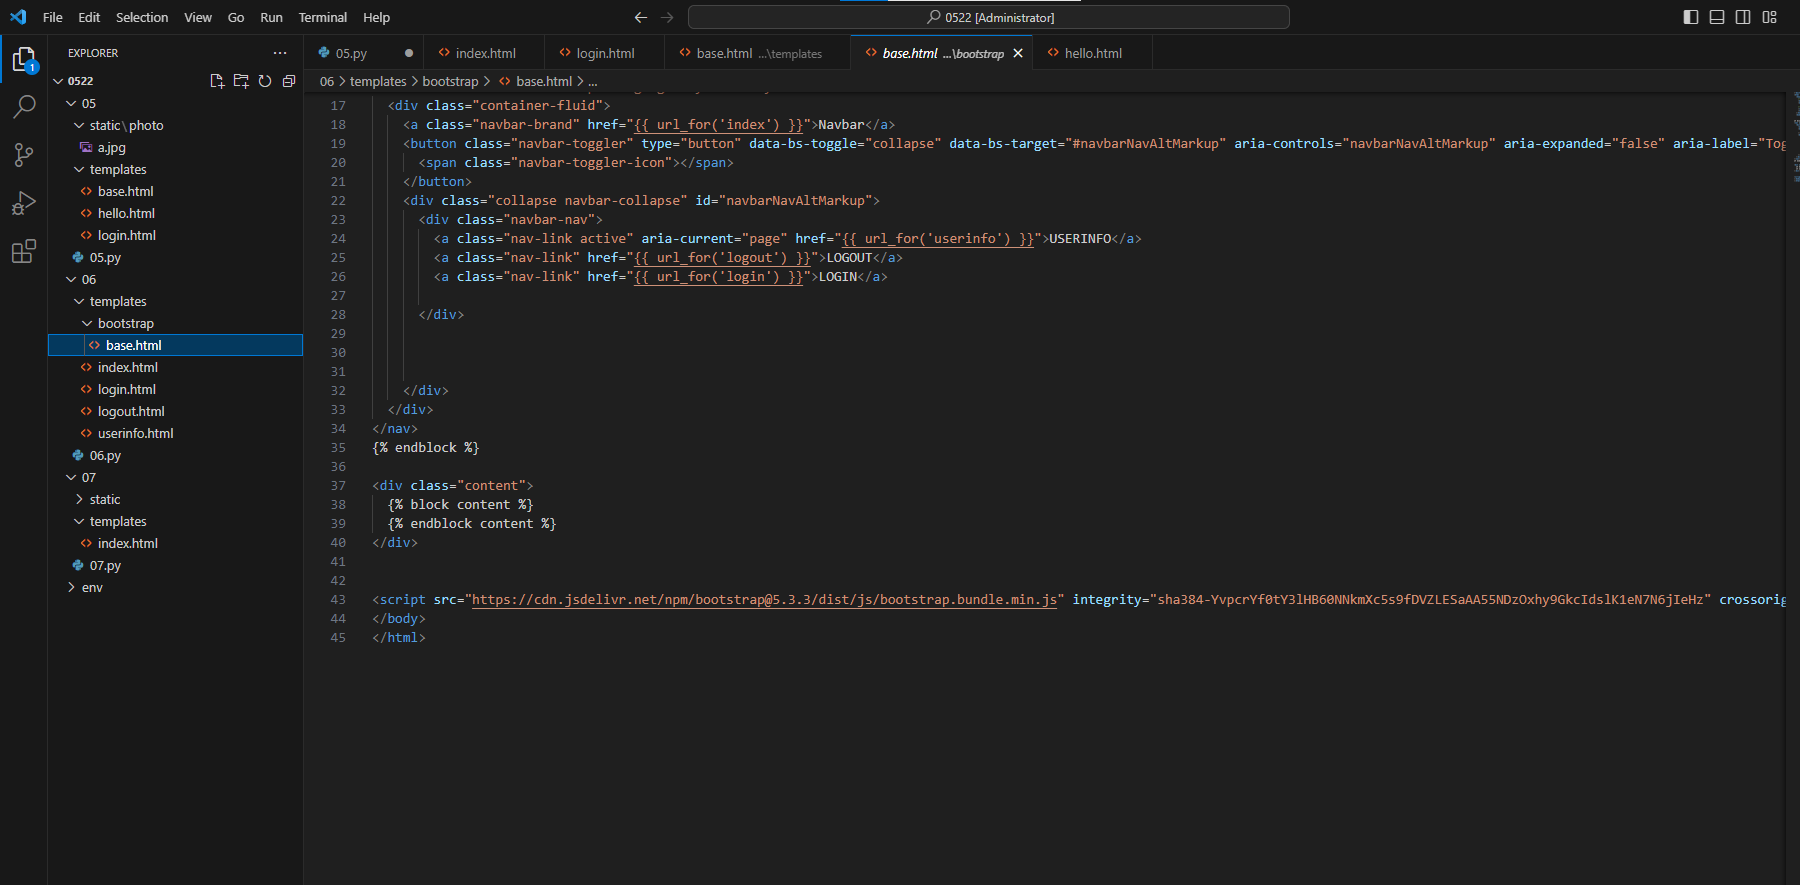 File Edit Selection View Go Run Terminal Help
0522 [Administrator]
EXPLORER
1
0522
05
static\photo
a.jpg
templates
base.html
hello.html
login.html
05.py
06
templates
bootstrap
base.html
index.html
login.html
logout.html
userinfo.html
06.py
07
static
templates
index.html
07.py
env
05.py
index.html
login.html
base.html ...\templates
base.html ...\bootstrap
hello.html
06 > templates > bootstrap > base.html > ...
17 <div class="container-fluid">
18 <a class="navbar-brand" href="{{ url_for('index') }}">Navbar</a>
19 <button class="navbar-toggler" type="button" data-bs-toggle="collapse" data-bs-target="#navbarNavAltMarkup" aria-controls="navbarNavAltMarkup" aria-expanded="false" aria-label="Tog
20 <span class="navbar-toggler-icon"></span>
21 </button>
22 <div class="collapse navbar-collapse" id="navbarNavAltMarkup">
23 <div class="navbar-nav">
24 <a class="nav-link active" aria-current="page" href="{{ url_for('userinfo') }}">USERINFO</a>
25 <a class="nav-link" href="{{ url_for('logout') }}">LOGOUT</a>
26 <a class="nav-link" href="{{ url_for('login') }}">LOGIN</a>
27
28 </div>
29
30
31
32 </div>
33 </div>
34 </nav>
35 {% endblock %}
36
37 <div class="content">
38 {% block content %}
39 {% endblock content %}
40 </div>
41
42
43 <script src="https://cdn.jsdelivr.net/npm/bootstrap@5.3.3/dist/js/bootstrap.bundle.min.js" integrity="sha384-YvpcrYf0tY3lHB60NNkmXc5s9fDVZLESaAA55NDzOxhy9GkcIdslK1eN7N6jIeHz" crossorig
44 </body>
45 </html>